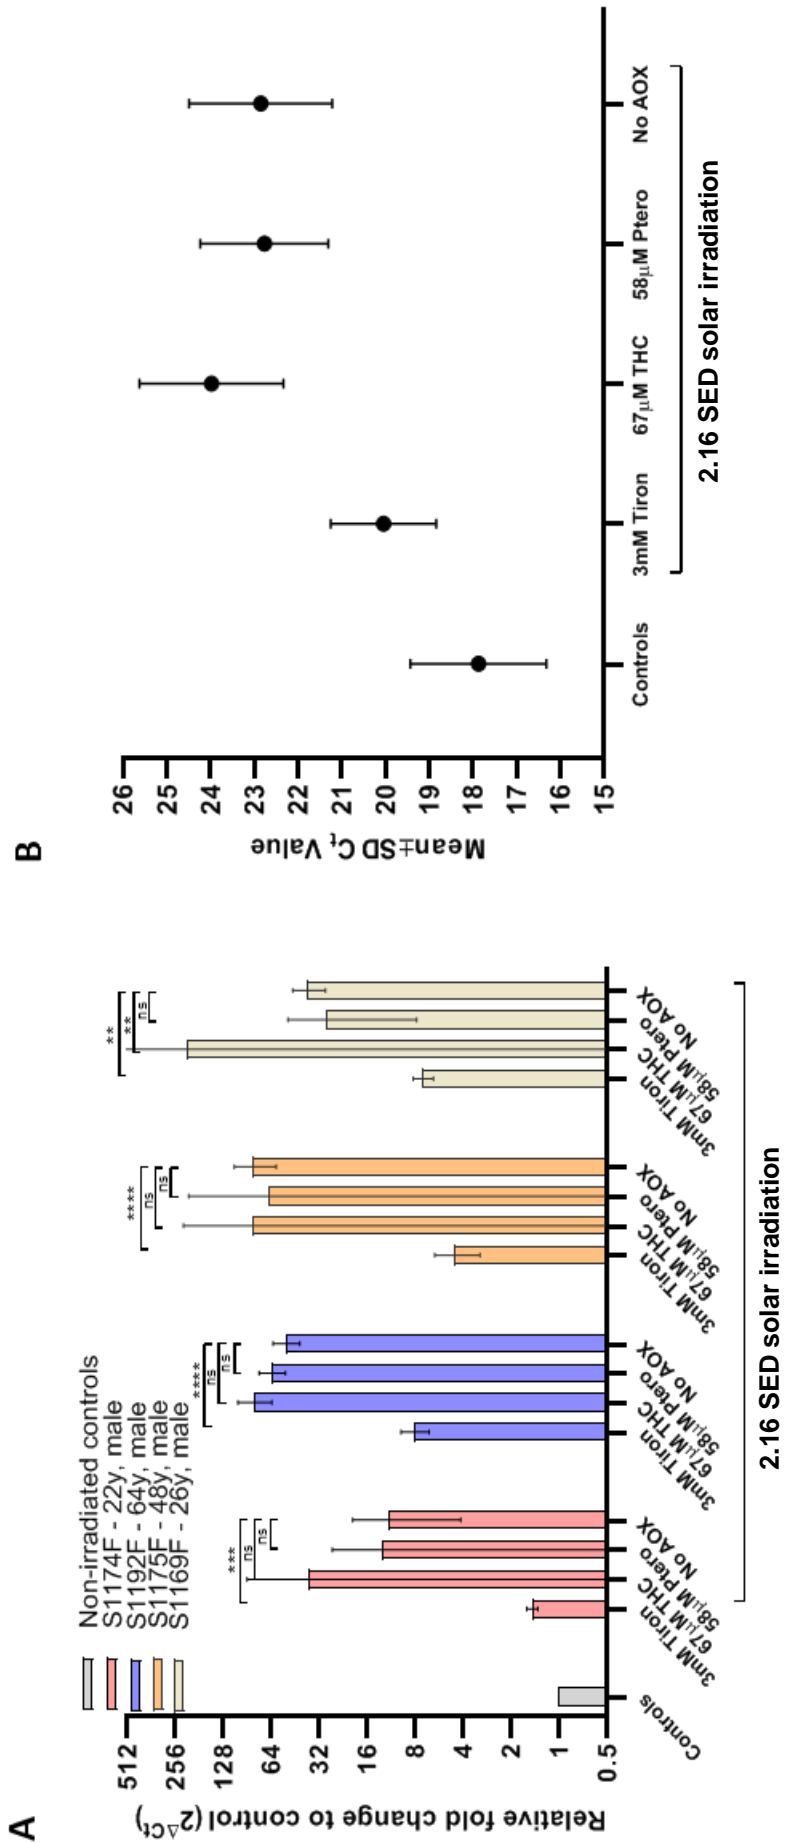 A
Relative fold change to control (2^ΔCt)
512
256
128
64
32
16
8
4
2
1
0.5
Non-irradiated controls
S1174F - 22y, male
S1192F - 64y, male
S1175F - 48y, male
S1169F - 26y, male
***
ns
ns
****
ns
ns
****
ns
ns
**
**
ns
Controls
3mM Tiron
67µM THC
58µM Ptero
No AOX
3mM Tiron
67µM THC
58µM Ptero
No AOX
3mM Tiron
67µM THC
58µM Ptero
No AOX
3mM Tiron
67µM THC
58µM Ptero
No AOX
2.16 SED solar irradiation
B
Mean±SD Ct Value
26
25
24
23
22
21
20
19
18
17
16
15
Controls
3mM Tiron
67µM THC
58µM Ptero
No AOX
2.16 SED solar irradiation